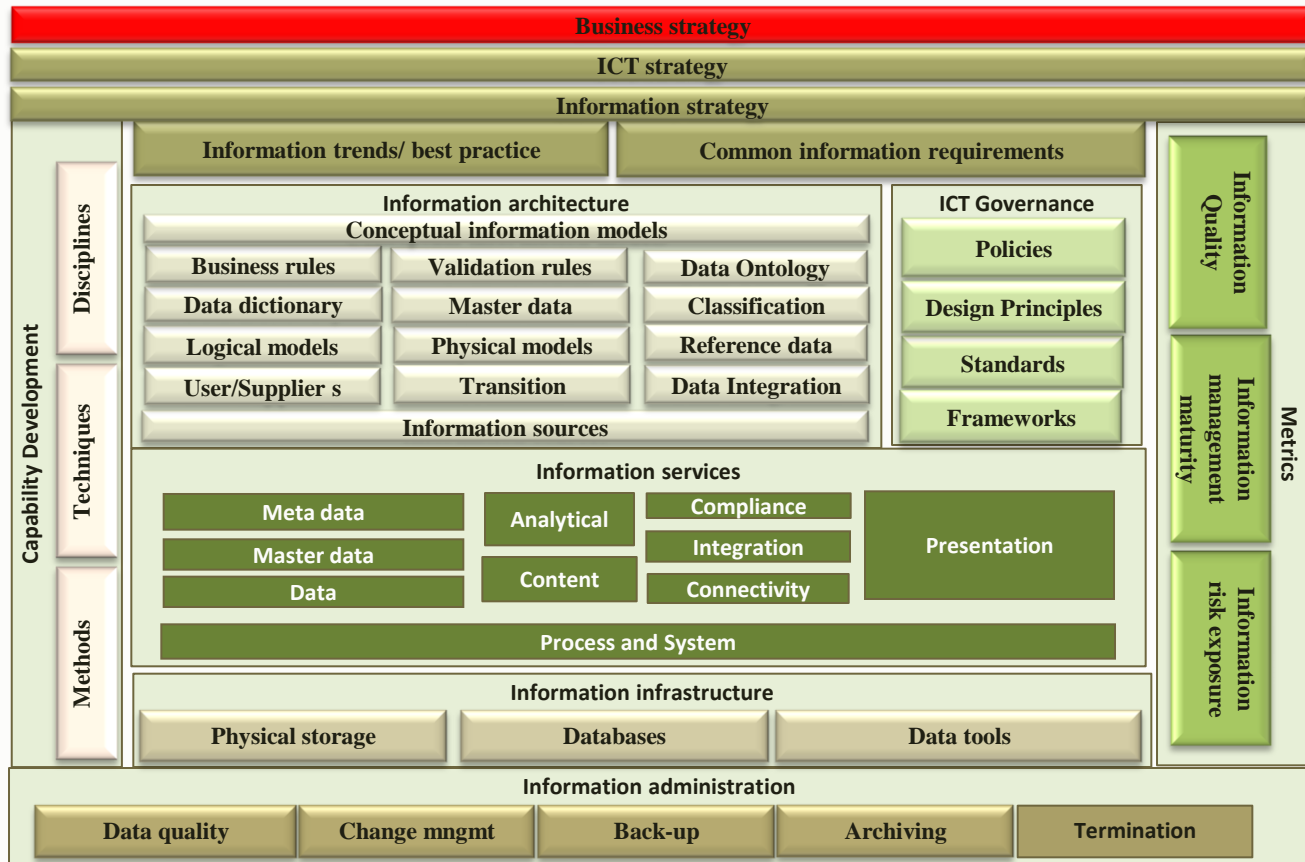 Business strategy
ICT strategy
Information strategy
Information trends/ best practice
Common information requirements
Capability Development
Disciplines
Techniques
Methods
Information architecture
Conceptual information models
Business rules
Validation rules
Data Ontology
Data dictionary
Master data
Classification
Logical models
Physical models
Reference data
User/Supplier s
Transition
Data Integration
Information sources
ICT Governance
Policies
Design Principles
Standards
Frameworks
Information services
Meta data
Master data
Data
Analytical
Content
Compliance
Integration
Connectivity
Presentation
Process and System
Information infrastructure
Physical storage
Databases
Data tools
Metrics
Information
Quality
Information
management
maturity
Information
risk exposure
Information administration
Data quality
Change mngmt
Back-up
Archiving
Termination